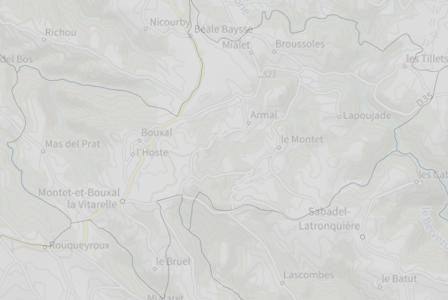 Nicourby
Béale Baysse
Richou
Mialet
Broussoles
del Bos
les Tillets
Armal
Lapoujade
Bouxal
le Montet
l'Hoste
Mas del Prat
Montet-et-Bouxal
la Vitarelle
Sabadel-
Latronquière
Rouqueyroux
le Bruel
Lascombes
le Batut